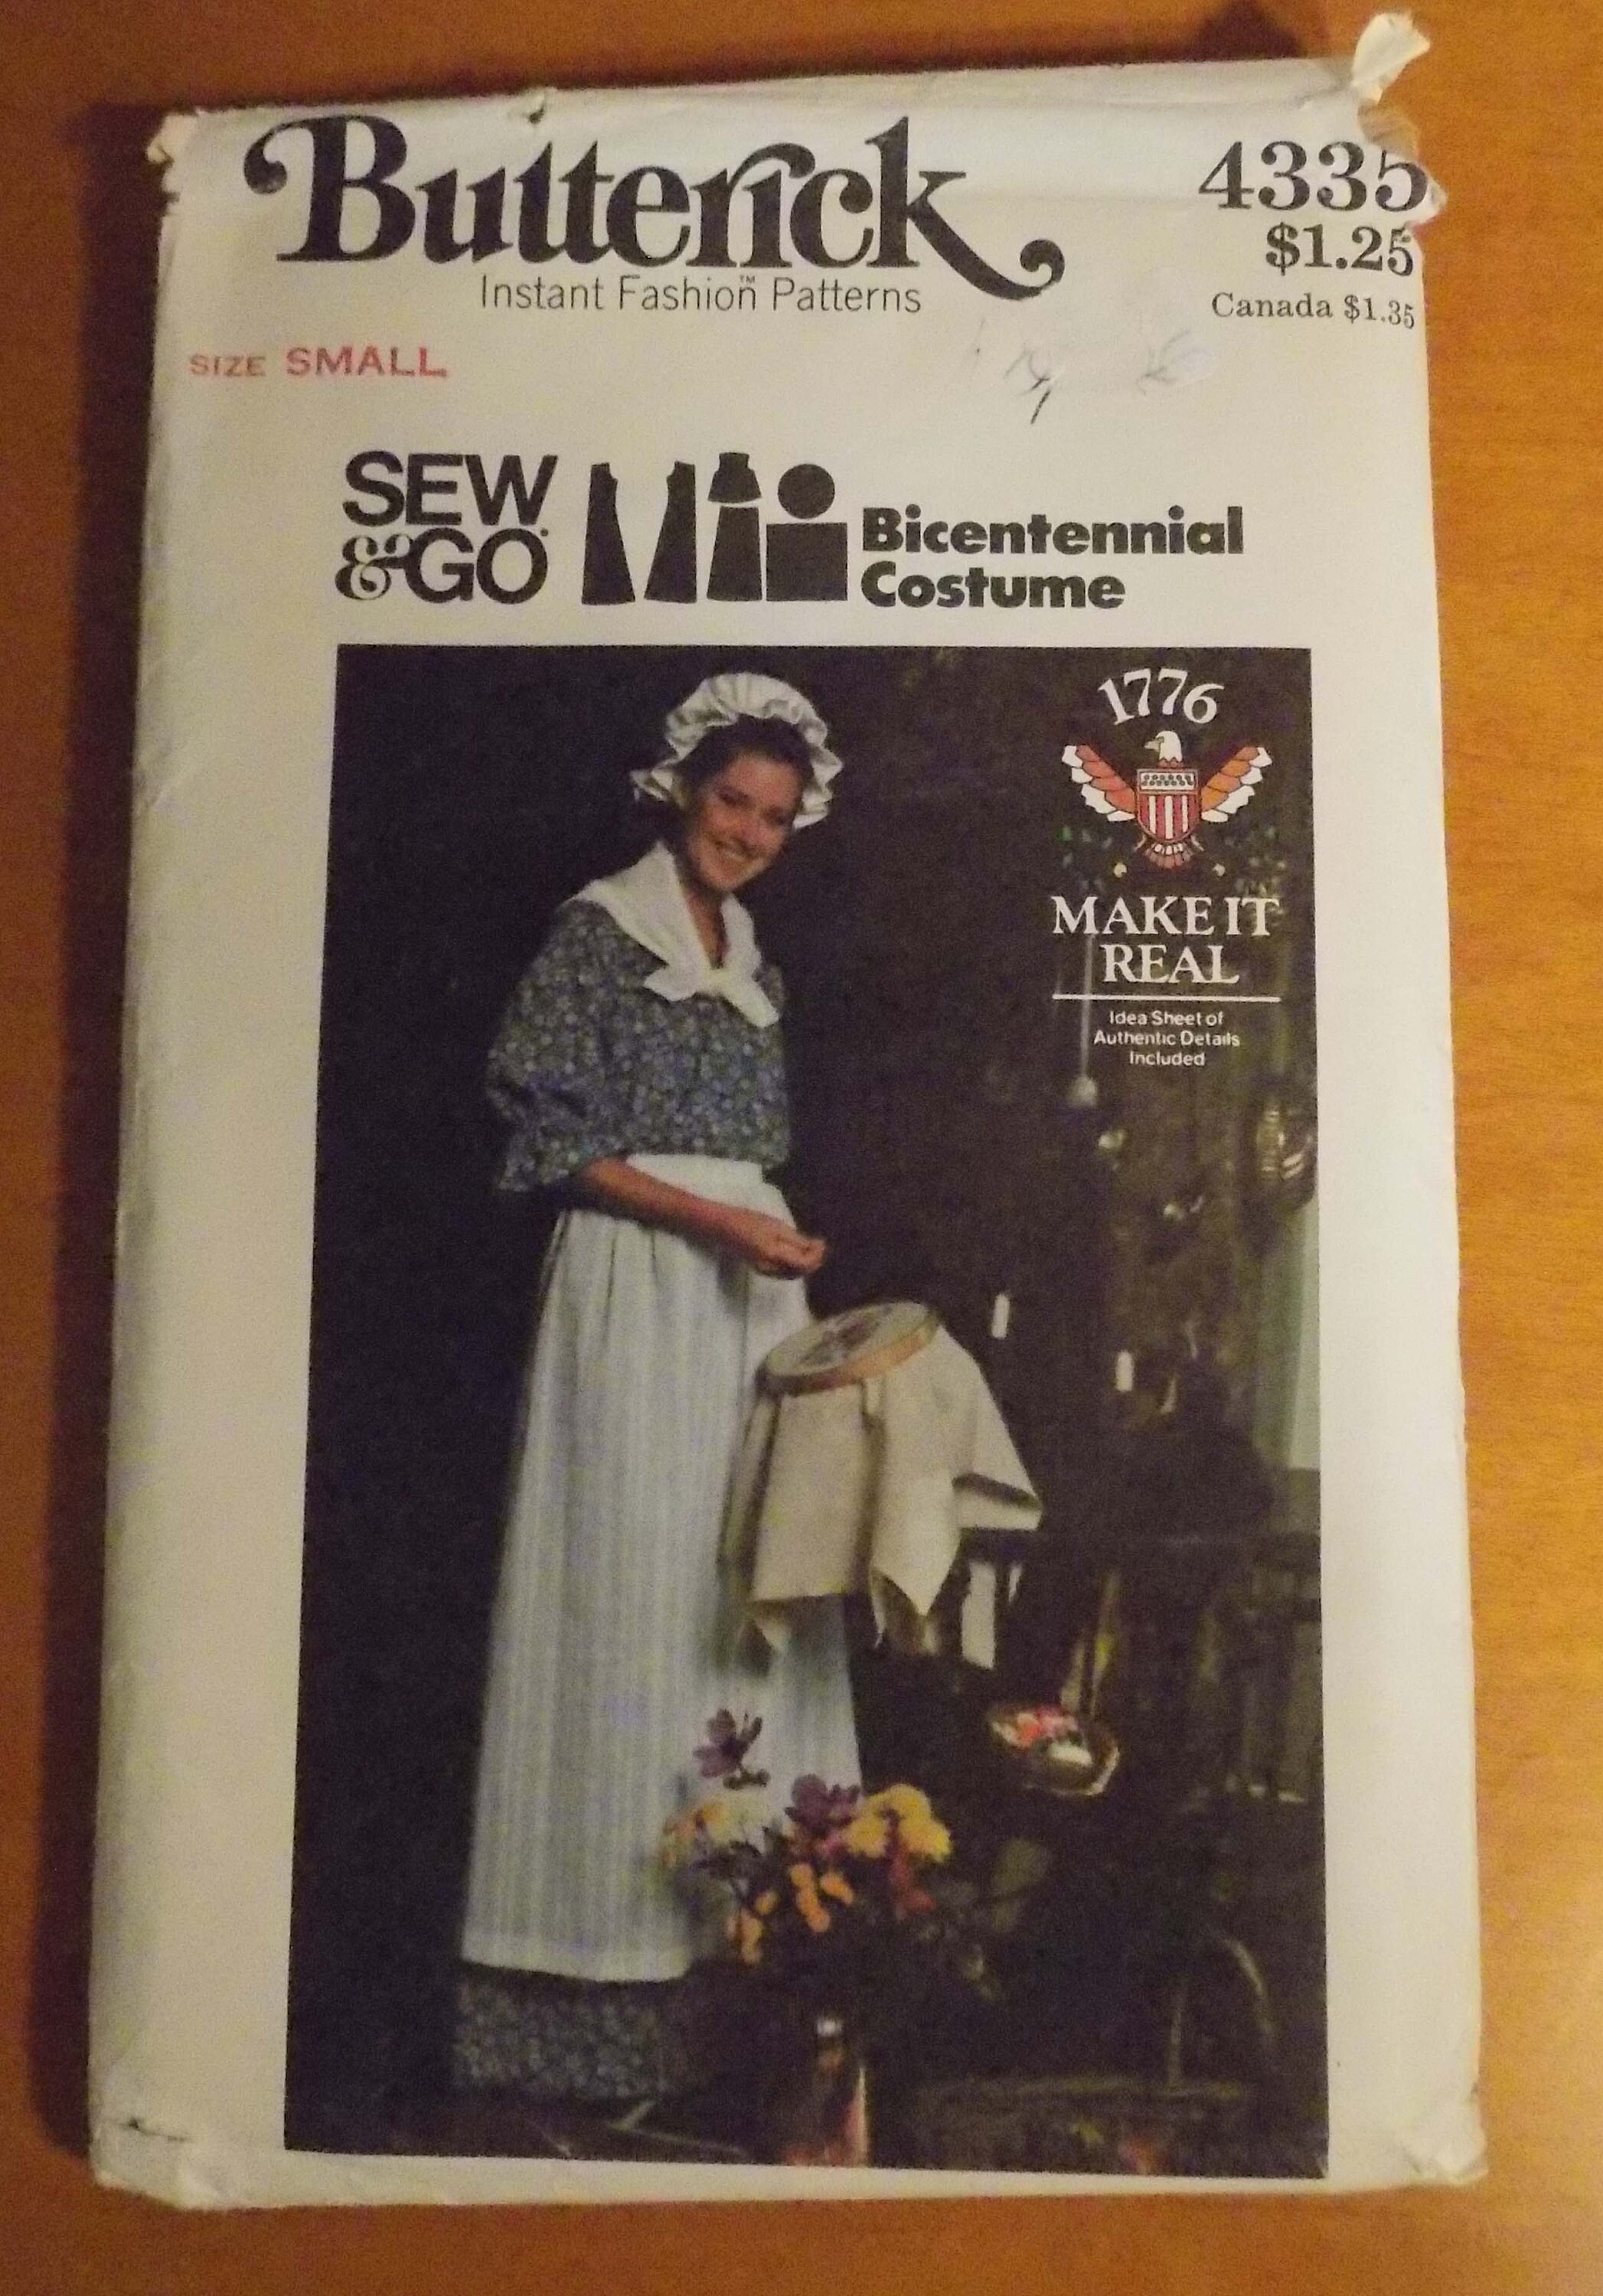 Butterick
Instant Fashion™ Patterns
4335
$1.25
Canada $1.35
SIZE SMALL
SEW
&GO
Bicentennial
Costume
1776
MAKE IT
REAL
Idea Sheet of
Authentic Details
Included